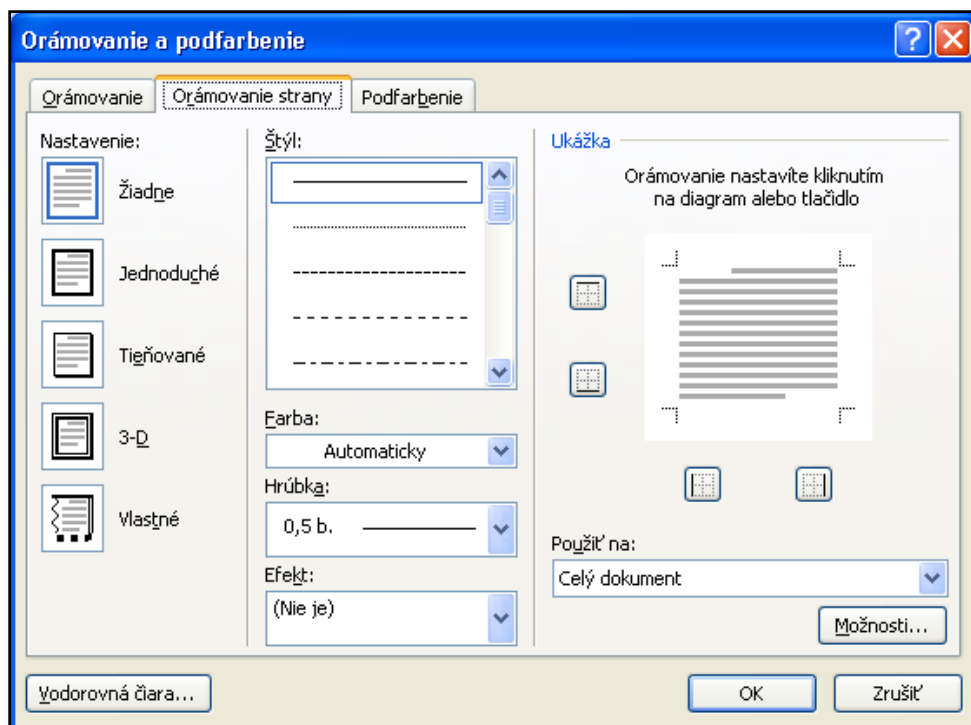 Orámovanie a podfarbenie
Orámovanie
Orámovanie strany
Podfarbenie
Nastavenie:
Žiadne
Jednoduché
Tieňované
3-D
Vlastné
Štýl:
Farba:
Automaticky
Hrúbka:
0,5 b.
Efekt:
(Nie je)
Ukážka
Orámovanie nastavíte kliknutím
na diagram alebo tlačidlo
Použiť na:
Celý dokument
Možnosti...
Vodorovná čiara...
OK
Zrušiť